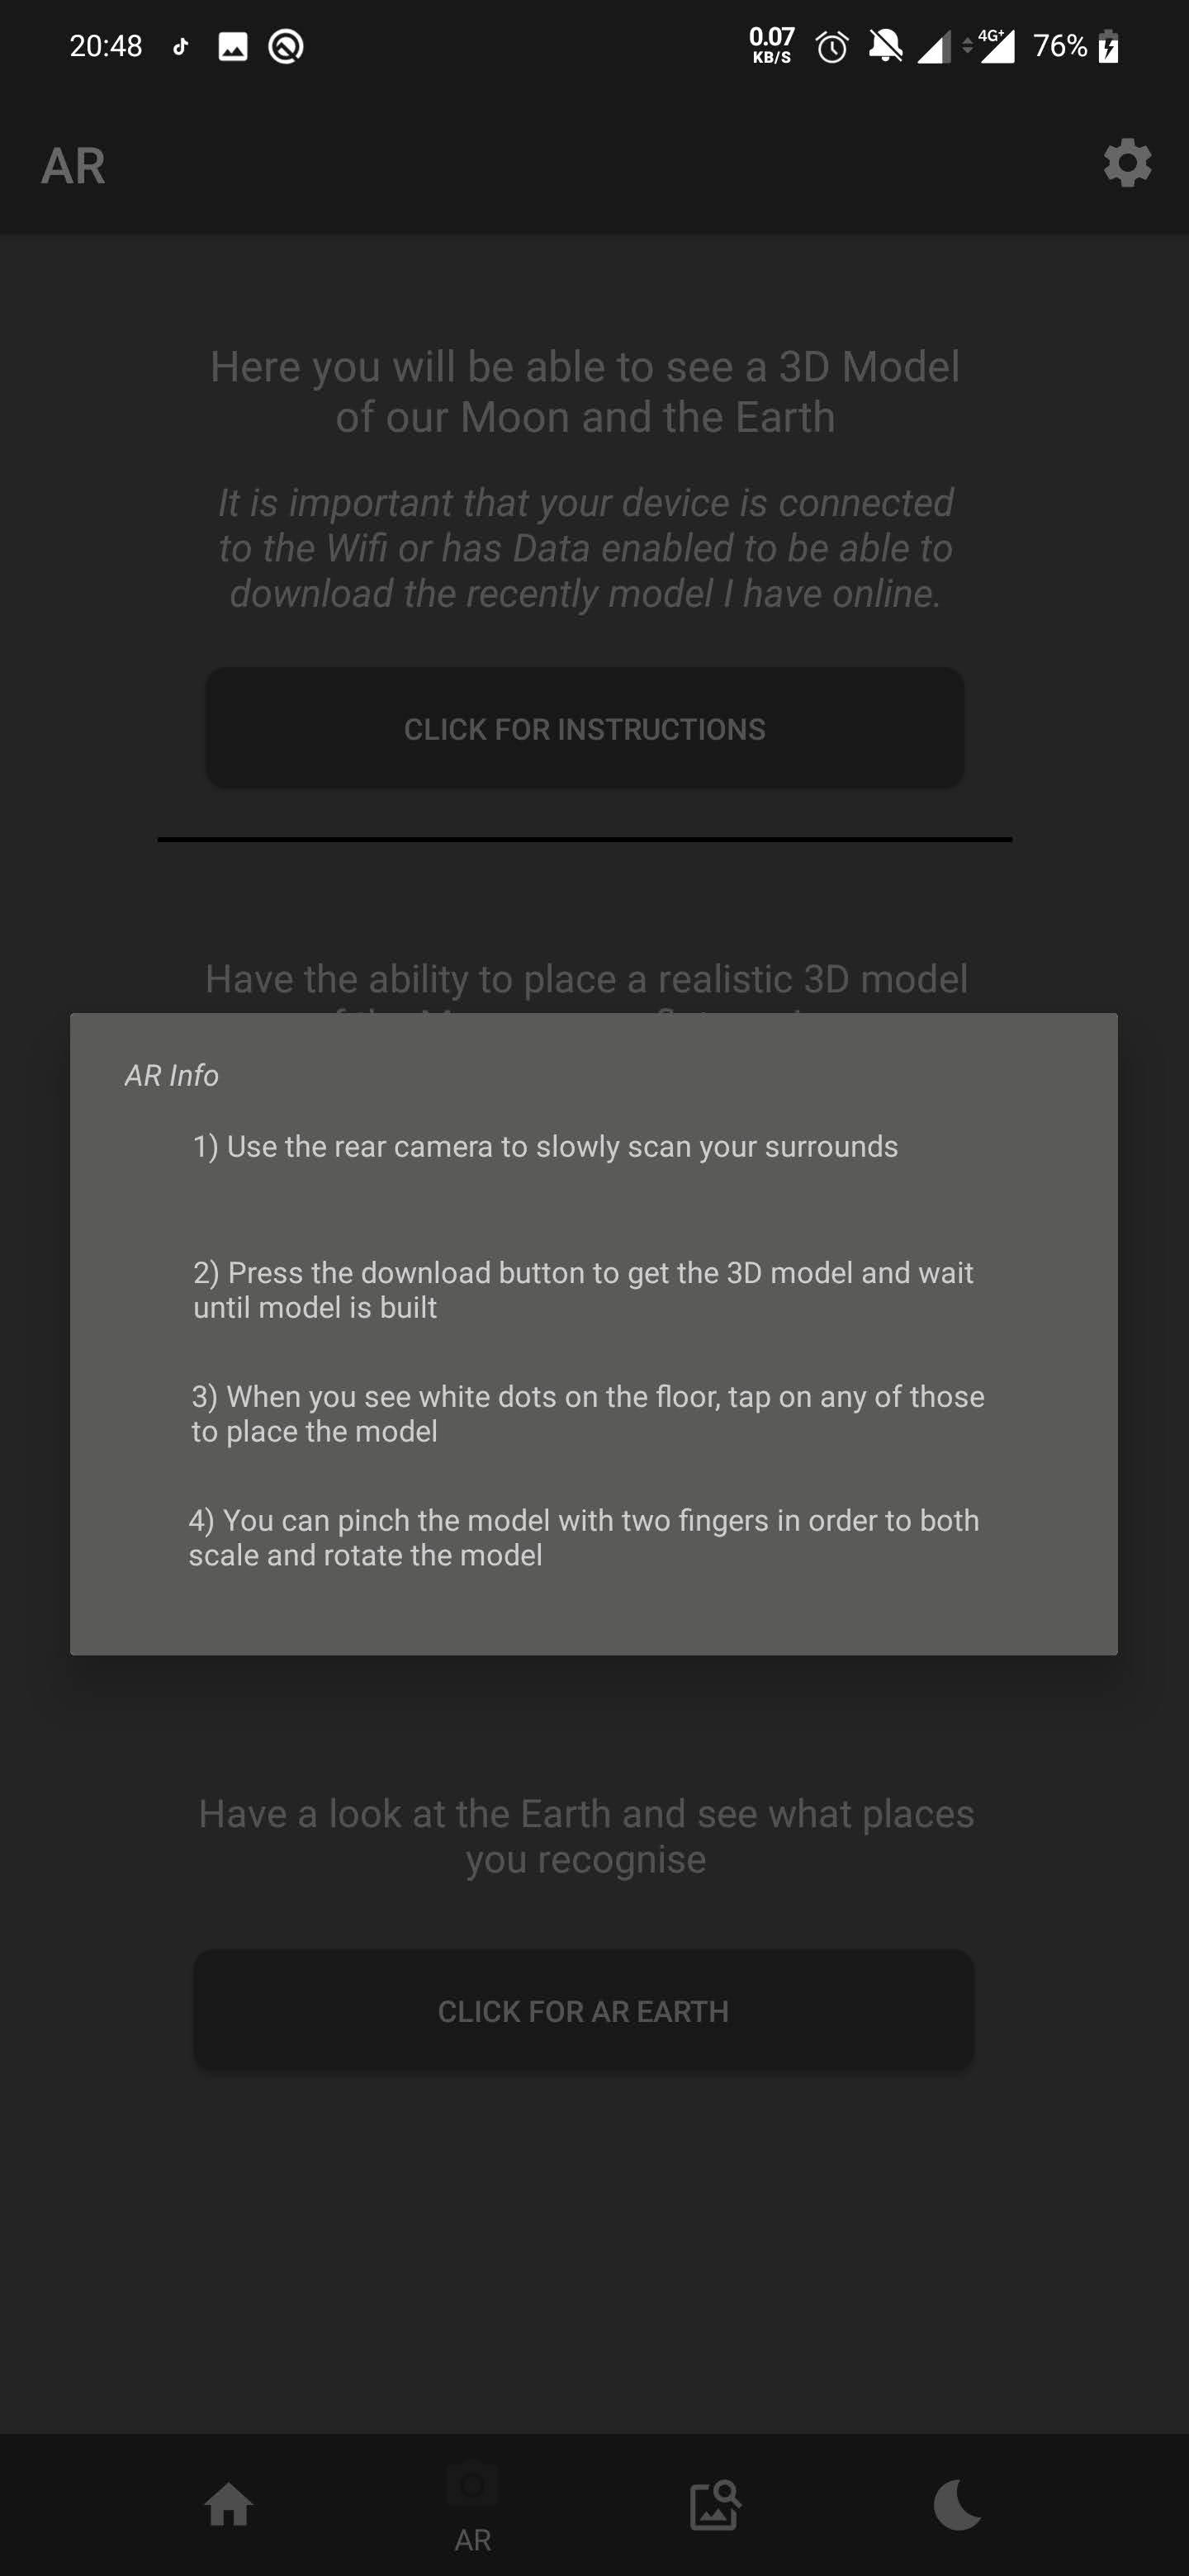 20:48
0.07
KB/S
4G+
76%
AR
Here you will be able to see a 3D Model
of our Moon and the Earth
It is important that your device is connected
to the Wifi or has Data enabled to be able to
download the recently model I have online.
CLICK FOR INSTRUCTIONS
Have the ability to place a realistic 3D model
AR Info
1) Use the rear camera to slowly scan your surrounds
2) Press the download button to get the 3D model and wait
until model is built
3) When you see white dots on the floor, tap on any of those
to place the model
4) You can pinch the model with two fingers in order to both
scale and rotate the model
Have a look at the Earth and see what places
you recognise
CLICK FOR AR EARTH
AR